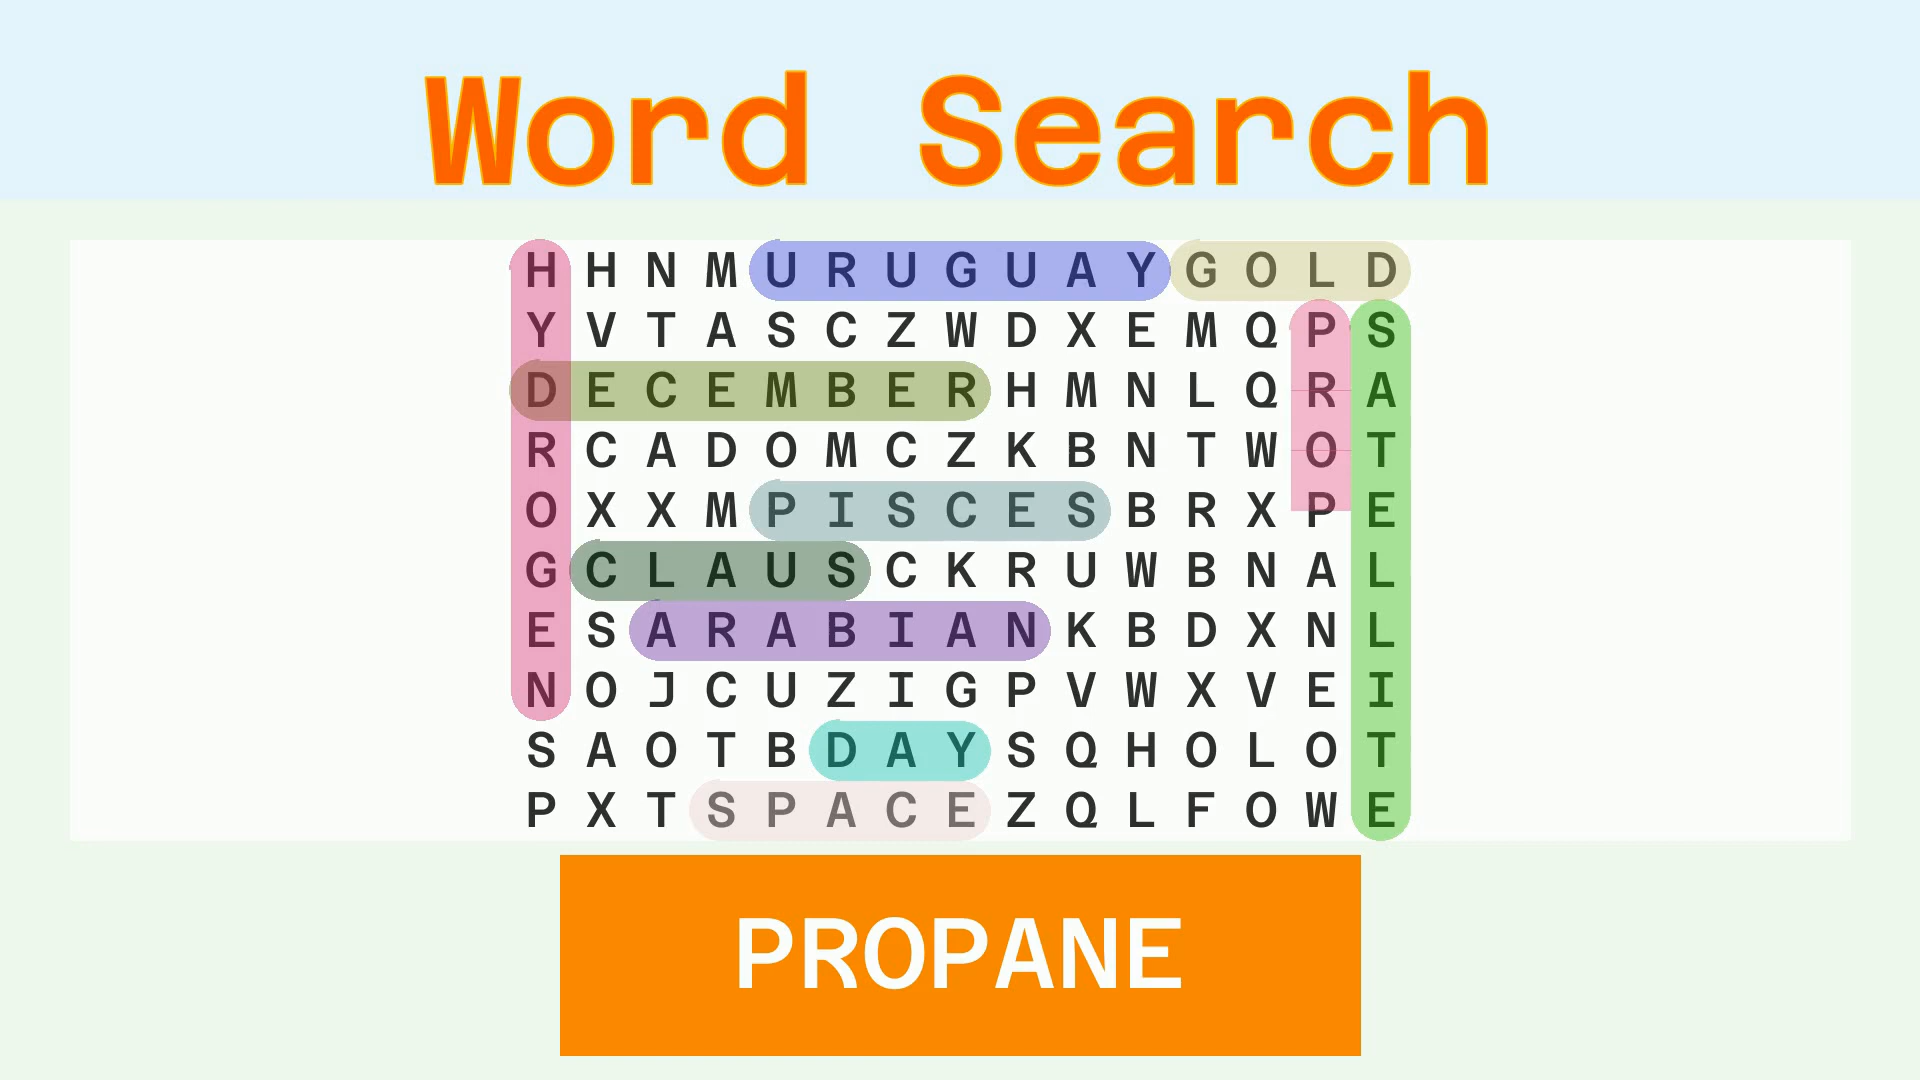 Word Search
H H N M U R U G U A Y G O L D
Y V T A S C Z W D X E M Q P S
D E C E M B E R H M N L Q R A
R C A D O M C Z K B N T W O T
O X X M P I S C E S B R X P E
G C L A U S C K R U W B N A L
E S A R A B I A N K B D X N L
N O J C U Z I G P V W X V E I
S A O T B D A Y S Q H O L O T
P X T S P A C E Z Q L F O W E
PROPANE